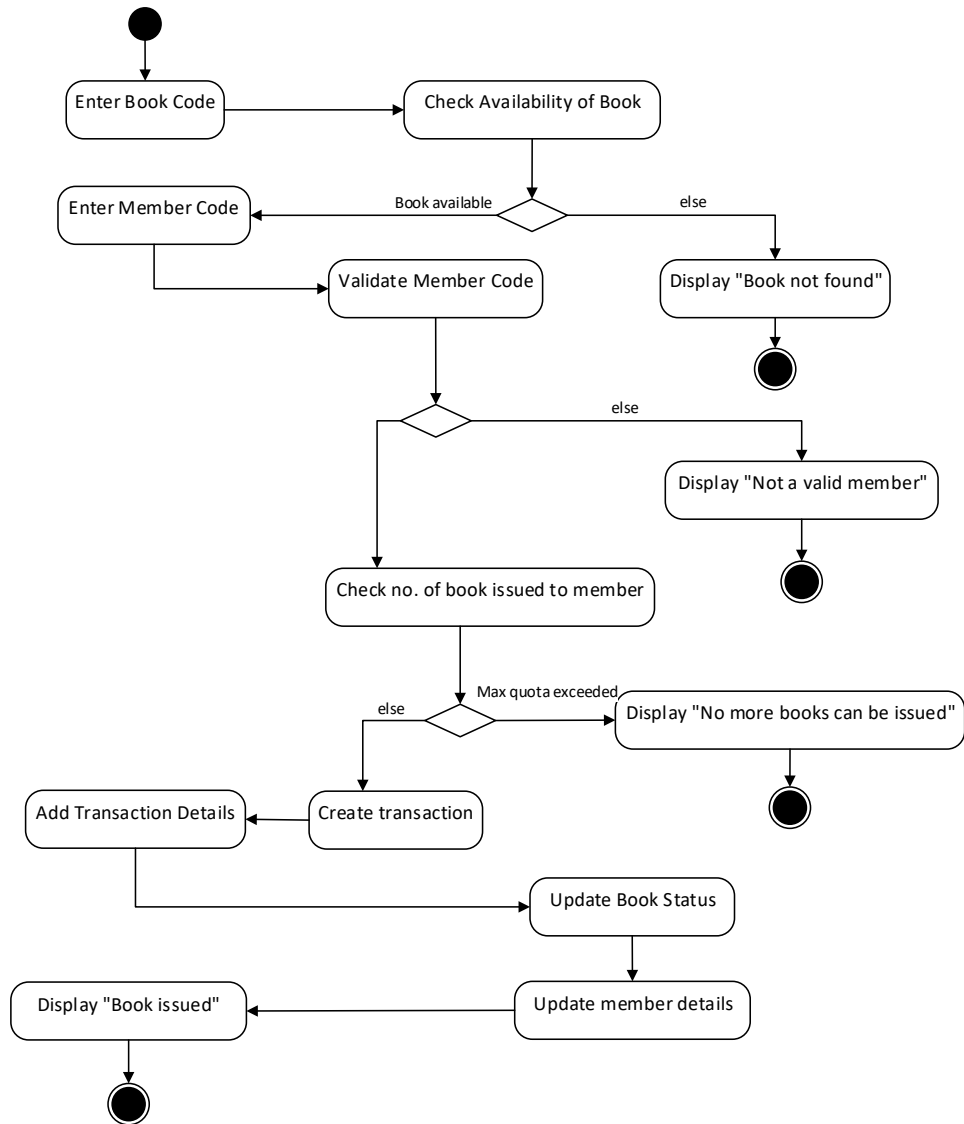 Enter Book Code
Check Availability of Book
Enter Member Code
Book available
else
Validate Member Code
Display "Book not found"
else
Display "Not a valid member"
Check no. of book issued to member
else
Max quota exceeded
Display "No more books can be issued"
Add Transaction Details
Create transaction
Update Book Status
Display "Book issued"
Update member details